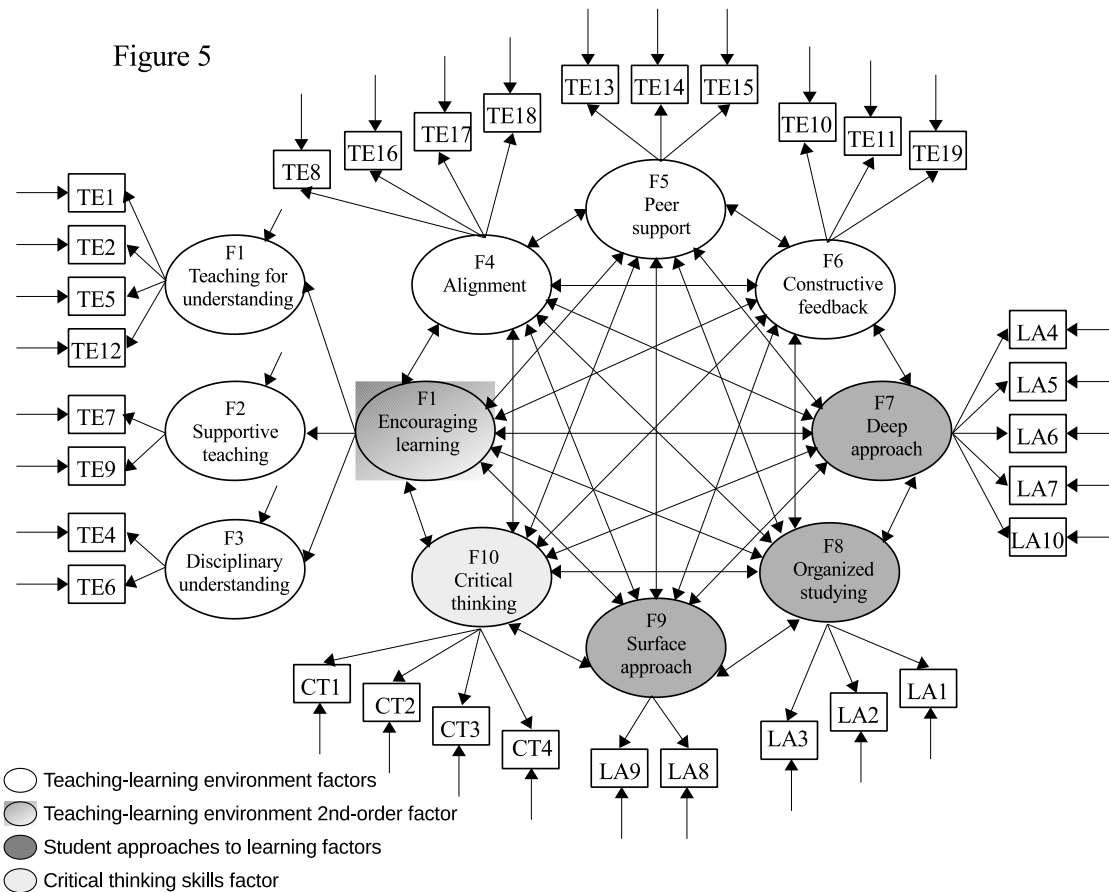 Figure 5
TE13
TE14
TE15
TE18
TE17
TE16
TE8
TE10
TE11
TE19
TE1
TE2
TE5
TE12
TE7
TE9
TE4
TE6
F1
Teaching for
understanding
F2
Supportive
teaching
F3
Disciplinary
understanding
F4
Alignment
F5
Peer
support
F6
Constructive
feedback
F1
Encouraging
learning
F7
Deep
approach
F10
Critical
thinking
F9
Surface
approach
F8
Organized
studying
LA4
LA5
LA6
LA7
LA10
CT1
CT2
CT3
CT4
LA9
LA8
LA3
LA2
LA1
Teaching-learning environment factors
Teaching-learning environment 2nd-order factor
Student approaches to learning factors
Critical thinking skills factor